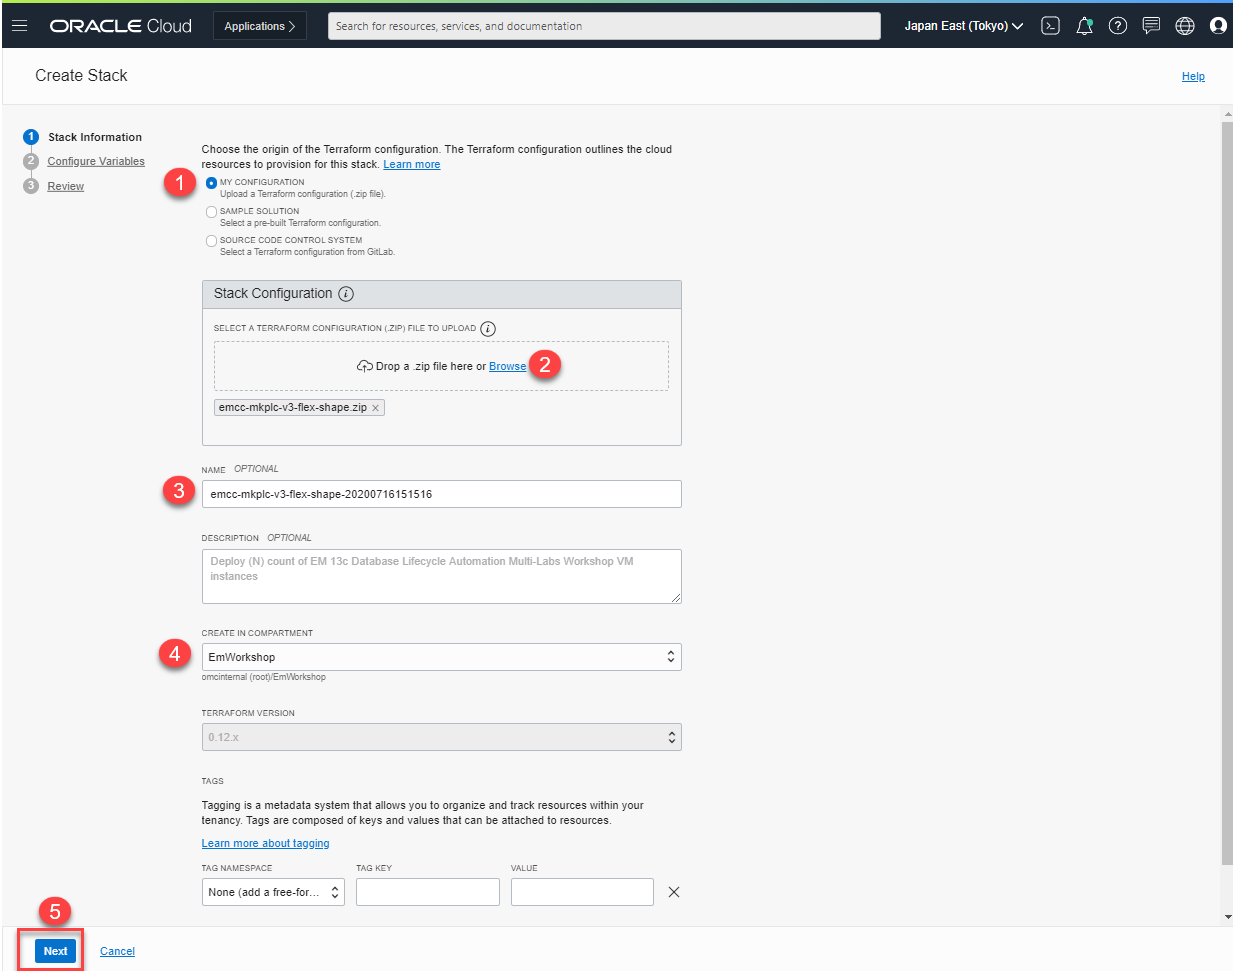 ORACLE Cloud
Applications
Search for resources, services, and documentation
Japan East (Tokyo)
Create Stack
Help
1 Stack Information
2 Configure Variables
3 Review
Choose the origin of the Terraform configuration. The Terraform configuration outlines the cloud
resources to provision for this stack. Learn more
1
MY CONFIGURATION
Upload a Terraform configuration (.zip file).
SAMPLE SOLUTION
Select a pre-built Terraform configuration.
SOURCE CODE CONTROL SYSTEM
Select a Terraform configuration from GitLab.
Stack Configuration i
SELECT A TERRAFORM CONFIGURATION (.ZIP) FILE TO UPLOAD i
Drop a .zip file here or Browse 2
emcc-mkplc-v3-flex-shape.zip ×
NAME OPTIONAL
3 emcc-mkplc-v3-flex-shape-20200716151516
DESCRIPTION OPTIONAL
Deploy (N) count of EM 13c Database Lifecycle Automation Multi-Labs Workshop VM
instances
CREATE IN COMPARTMENT
4 EmWorkshop
omcinternal (root)/EmWorkshop
TERRAFORM VERSION
0.12.x
TAGS
Tagging is a metadata system that allows you to organize and track resources within your
tenancy. Tags are composed of keys and values that can be attached to resources.
Learn more about tagging
TAG NAMESPACE TAG KEY VALUE
None (add a free-for...
5
Next Cancel